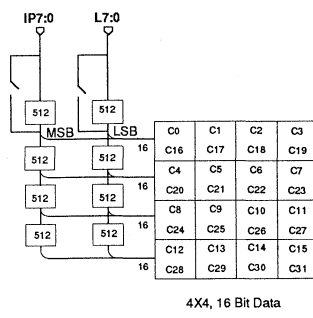 IP7:0 L7:0
512 512
MSB LSB
16
512 512
16
512 512
16
512 512
16
C0 C1 C2 C3
C16 C17 C18 C19
C4 C5 C6 C7
C20 C21 C22 C23
C8 C9 C10 C11
C24 C25 C26 C27
C12 C13 C14 C15
C28 C29 C30 C31
4X4, 16 Bit Data